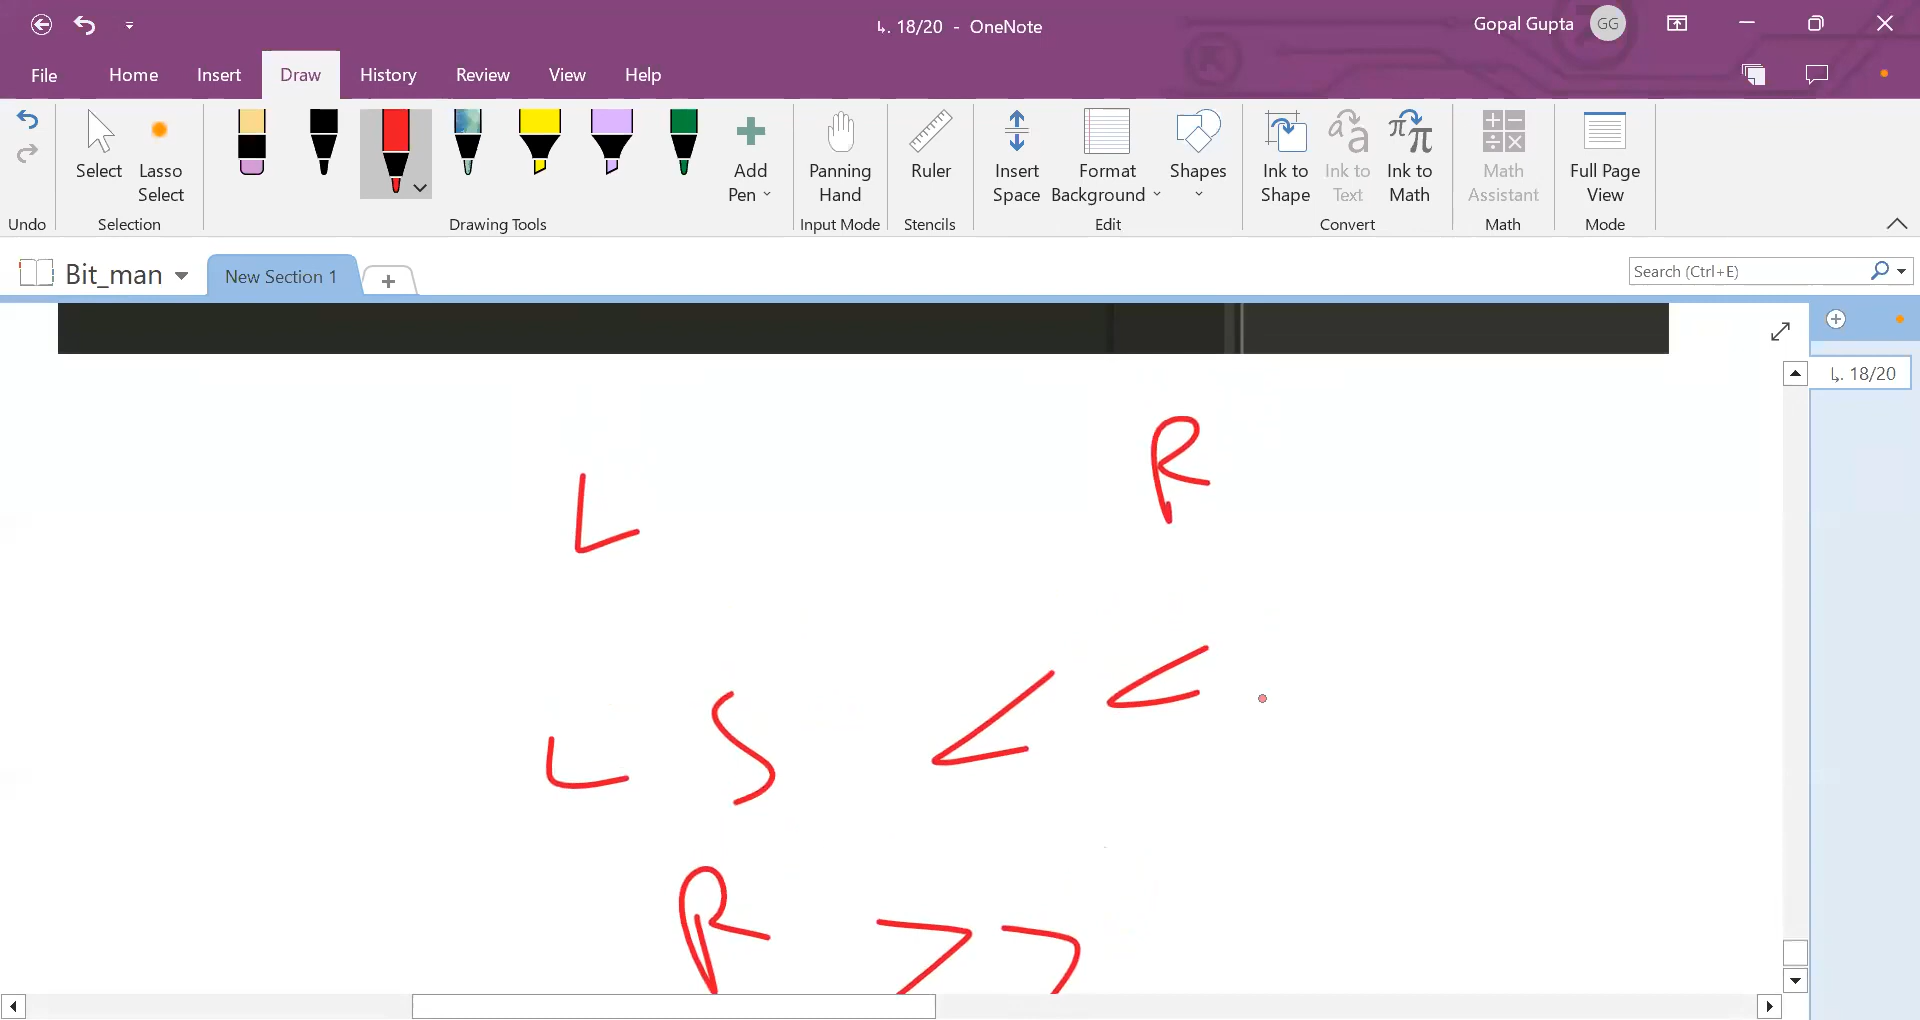 ↳. 18/20 - OneNote
Gopal Gupta GG
File Home Insert Draw History Review View Help
Select Lasso Select
Add Pen
Panning Hand
Ruler
Insert Space
Format Background
Shapes
Ink to Shape
Ink to Text
Ink to Math
Math Assistant
Full Page View
Undo Selection Drawing Tools Input Mode Stencils Edit Convert Math Mode
Bit_man New Section 1 Search (Ctrl+E)
↳. 18/20
L R
L S < <
R > >